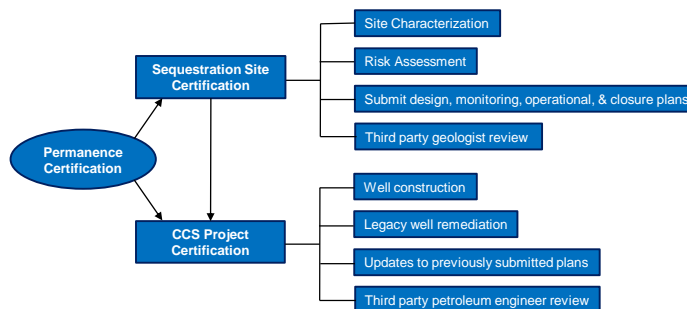 Site Characterization
Sequestration Site
Certification
Risk Assessment
Submit design, monitoring, operational, & closure plans
Third party geologist review
Permanence
Certification
Well construction
CCS Project
Certification
Legacy well remediation
Updates to previously submitted plans
Third party petroleum engineer review